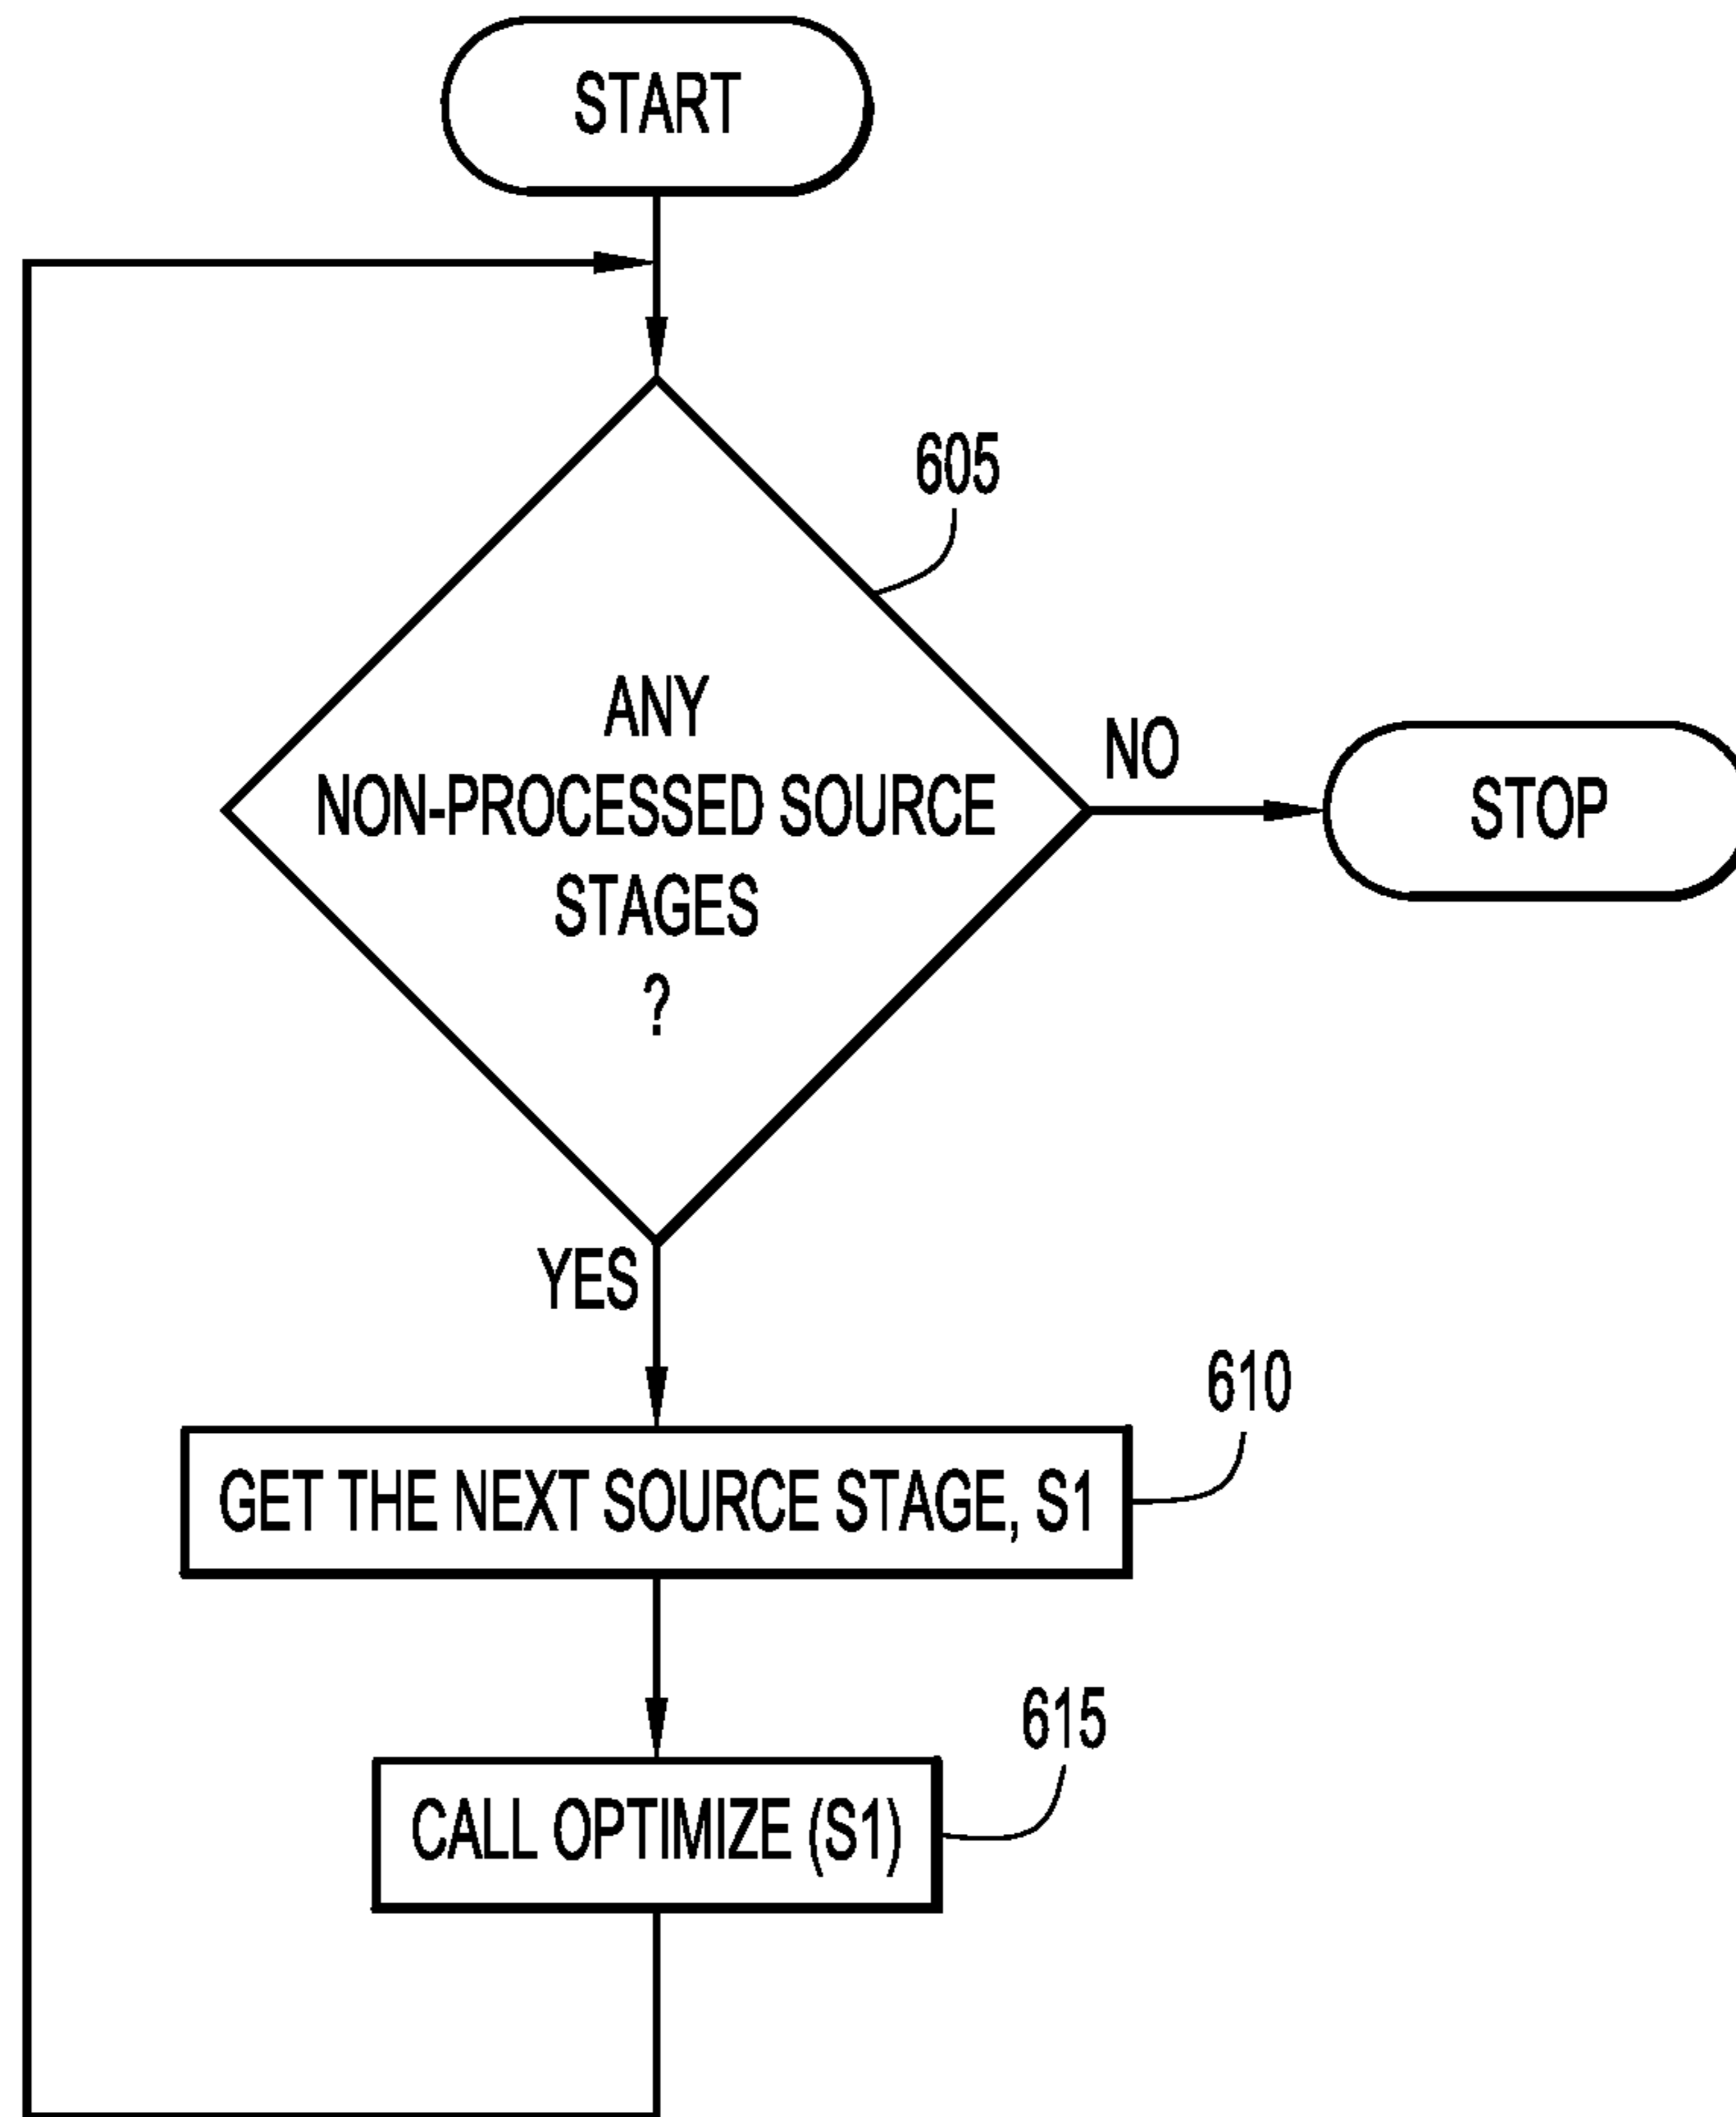 START
605
ANY
NON-PROCESSED SOURCE
STAGES
?
NO
STOP
YES
610
GET THE NEXT SOURCE STAGE, S1
615
CALL OPTIMIZE (S1)